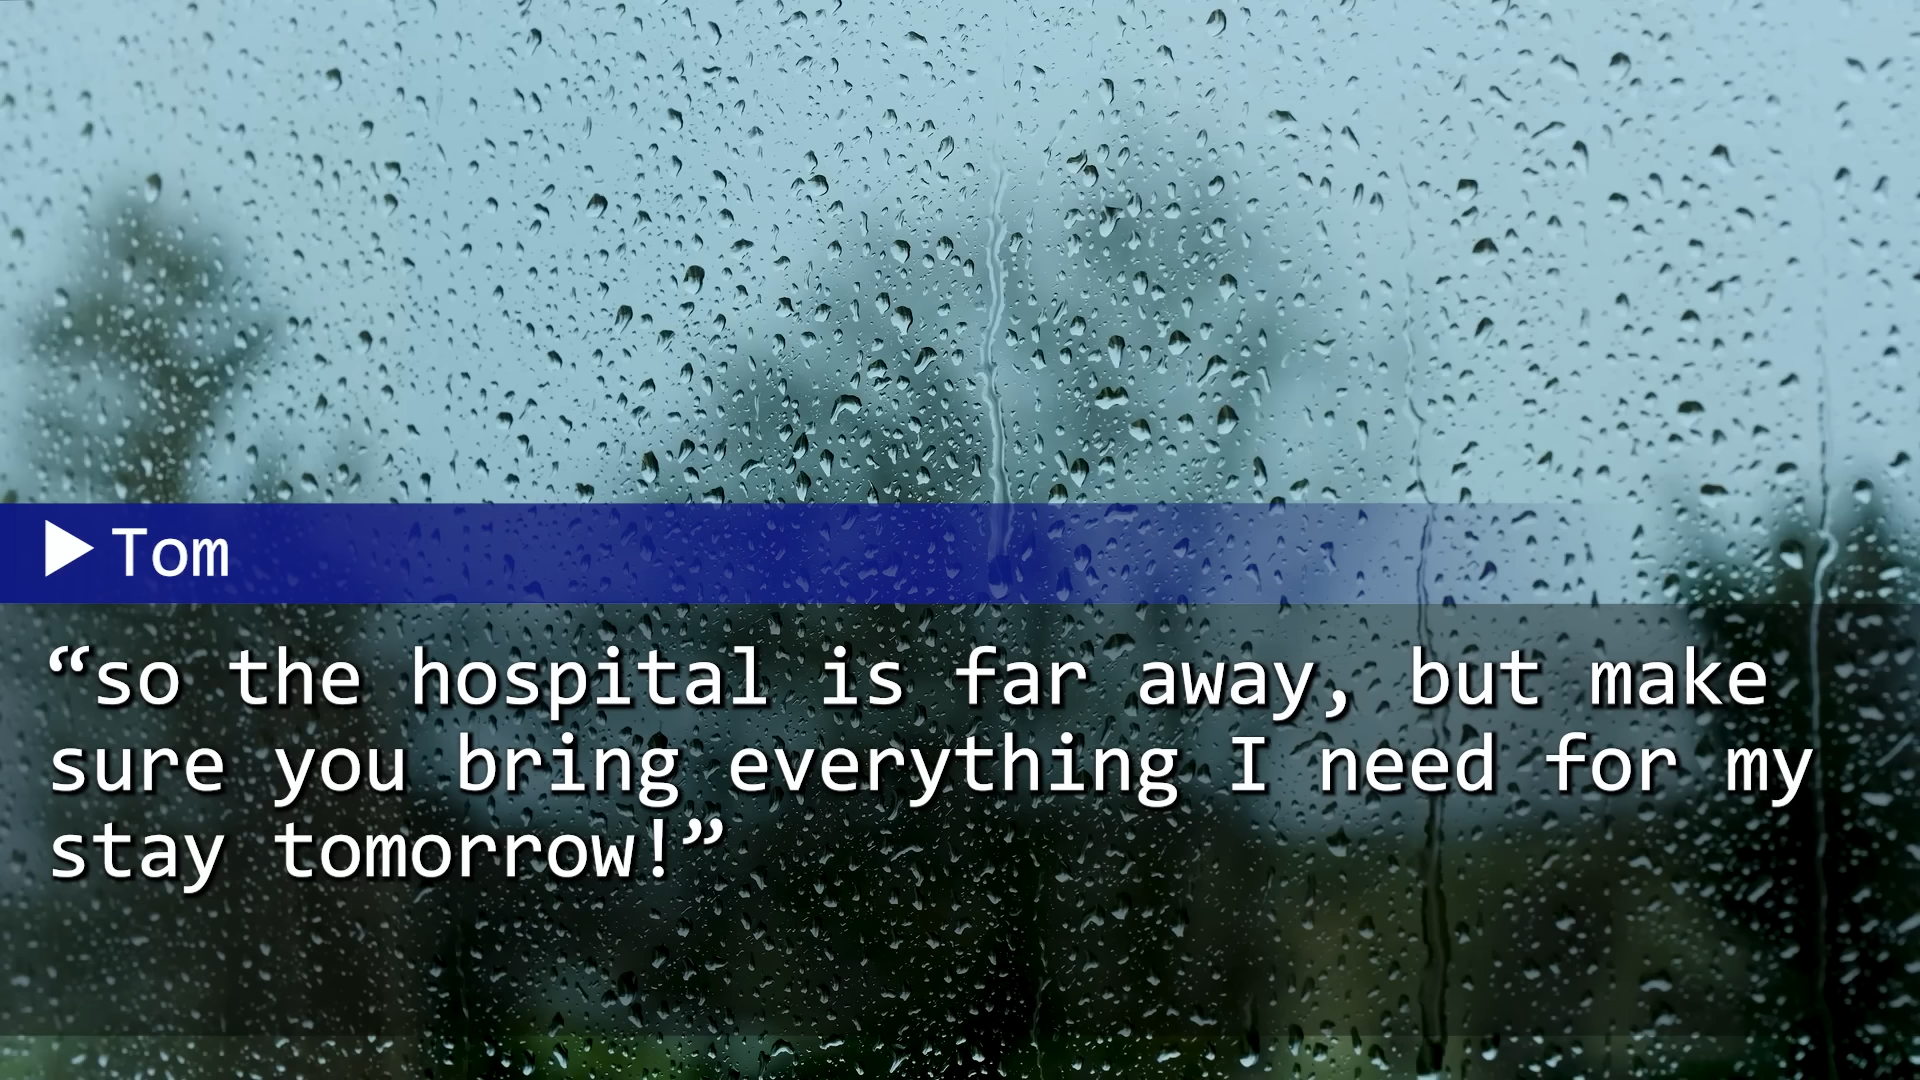 Tom
“so the hospital is far away, but make
sure you bring everything I need for my
stay tomorrow!”